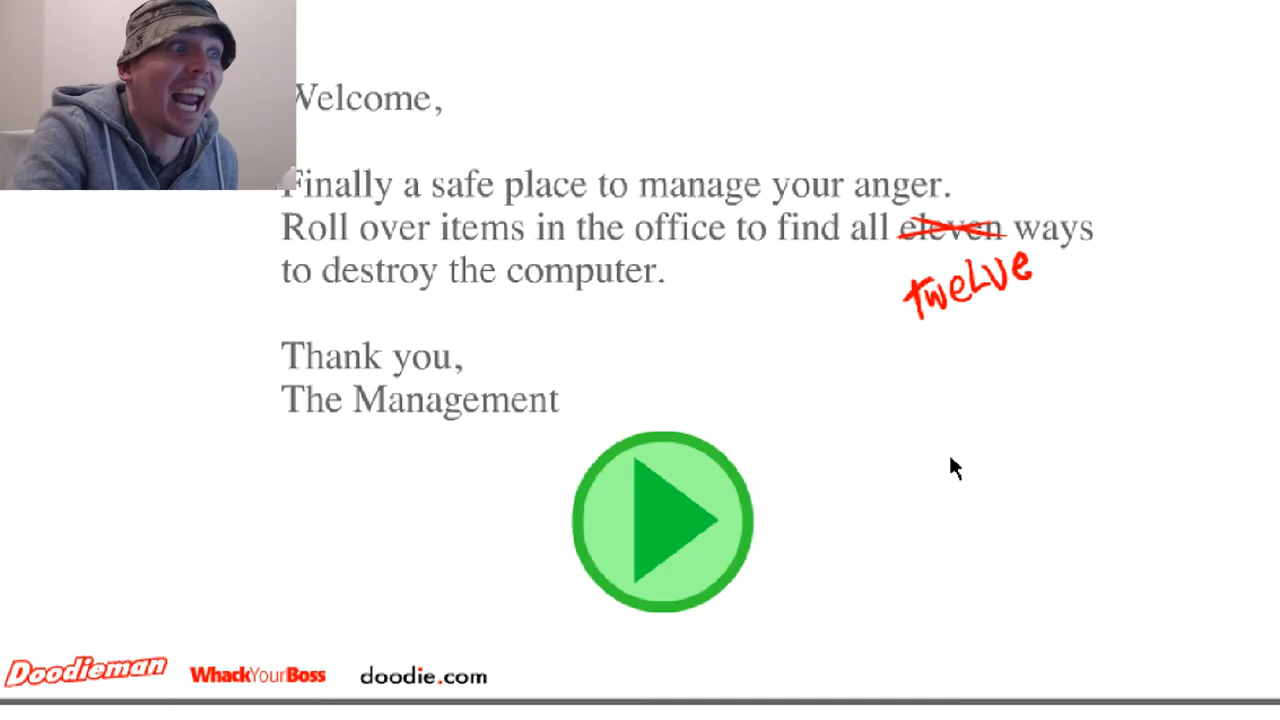 Welcome,
Finally a safe place to manage your anger.
Roll over items in the office to find all eleven ways
twelve
to destroy the computer.
Thank you,
The Management
Doodieman WhackYourBoss doodie.com